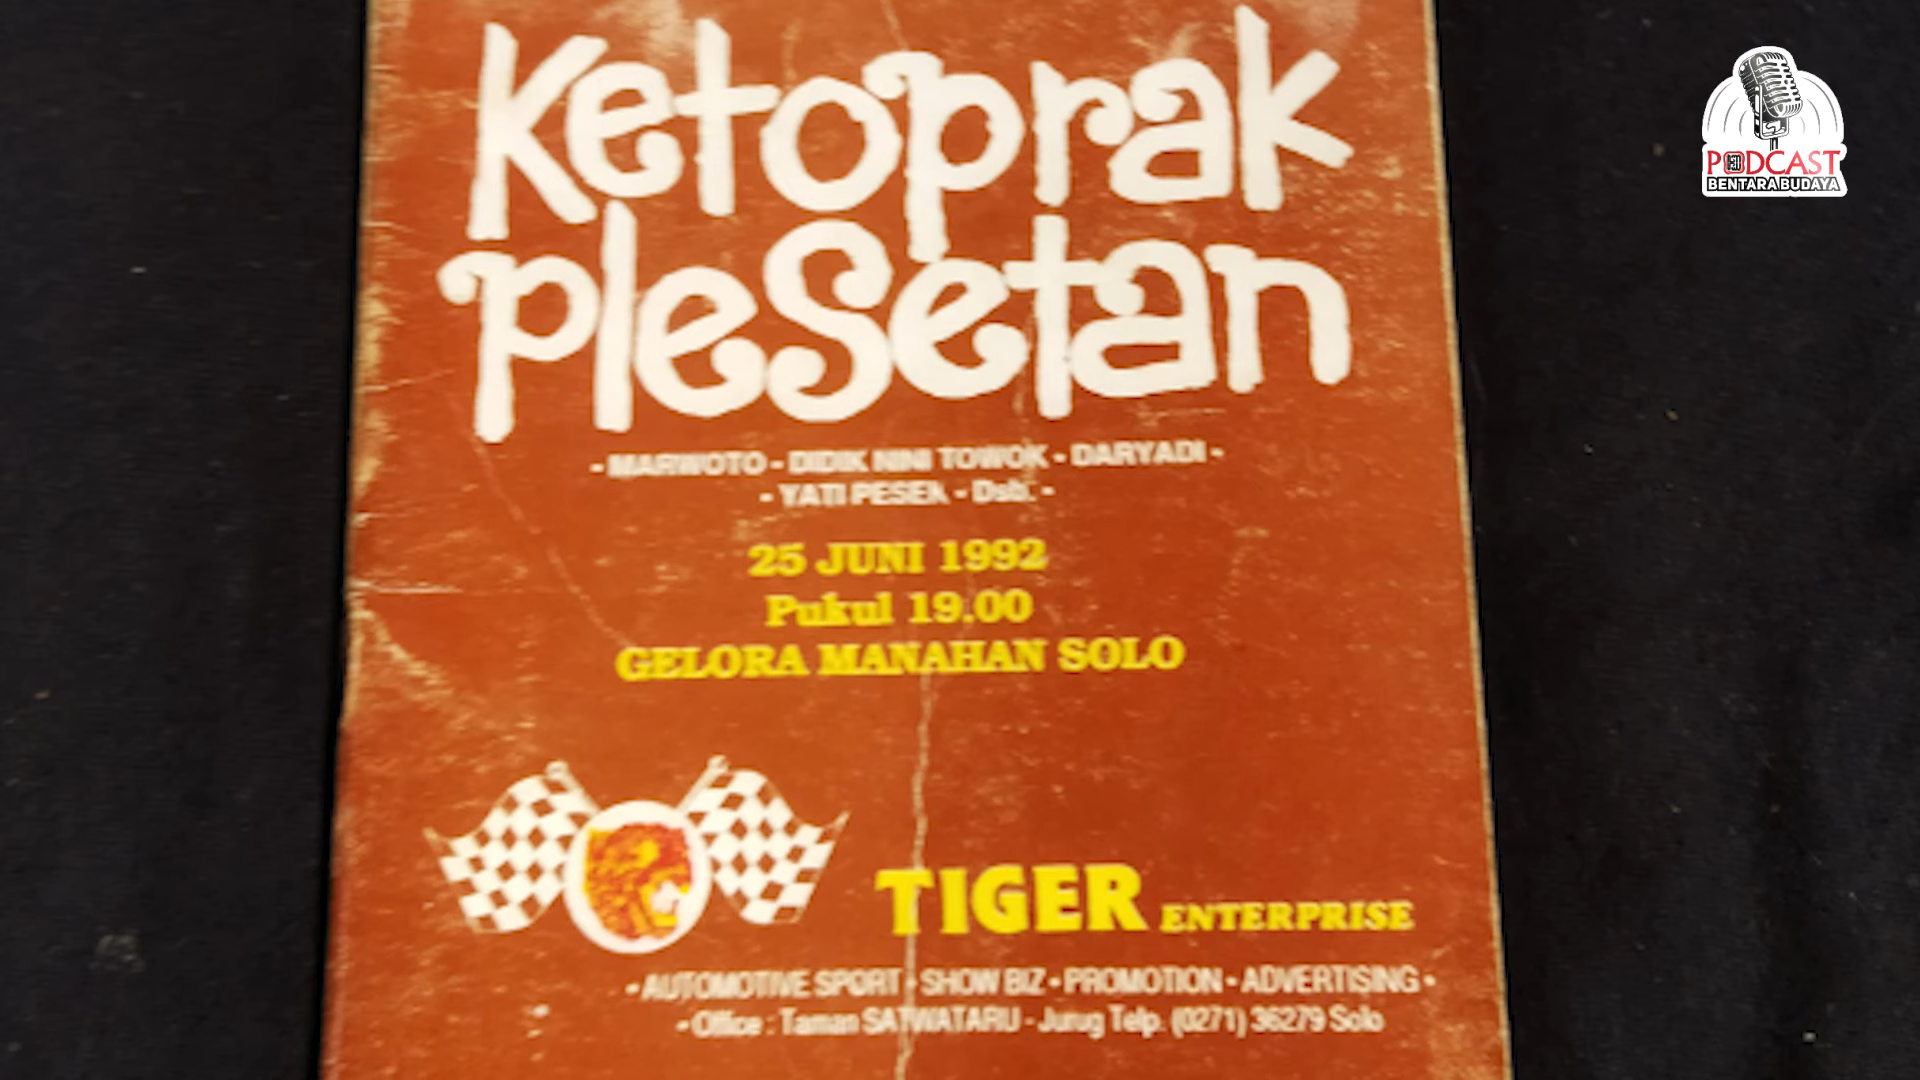 Ketoprak
pleSetan
- MARWOTO - DIDIK NINI TOWOK - DARYADI -
- YATI PESEK - Dsb. -
25 JUNI 1992
Pukul 19.00
GELORA MANAHAN SOLO
TIGER ENTERPRISE
• AUTOMOTIVE SPORT • SHOW BIZ • PROMOTION • ADVERTISING •
• Office : Taman SATWATARU - Jurug Telp. (0271) 36279 Solo
PODCAST
BENTARA BUDAYA